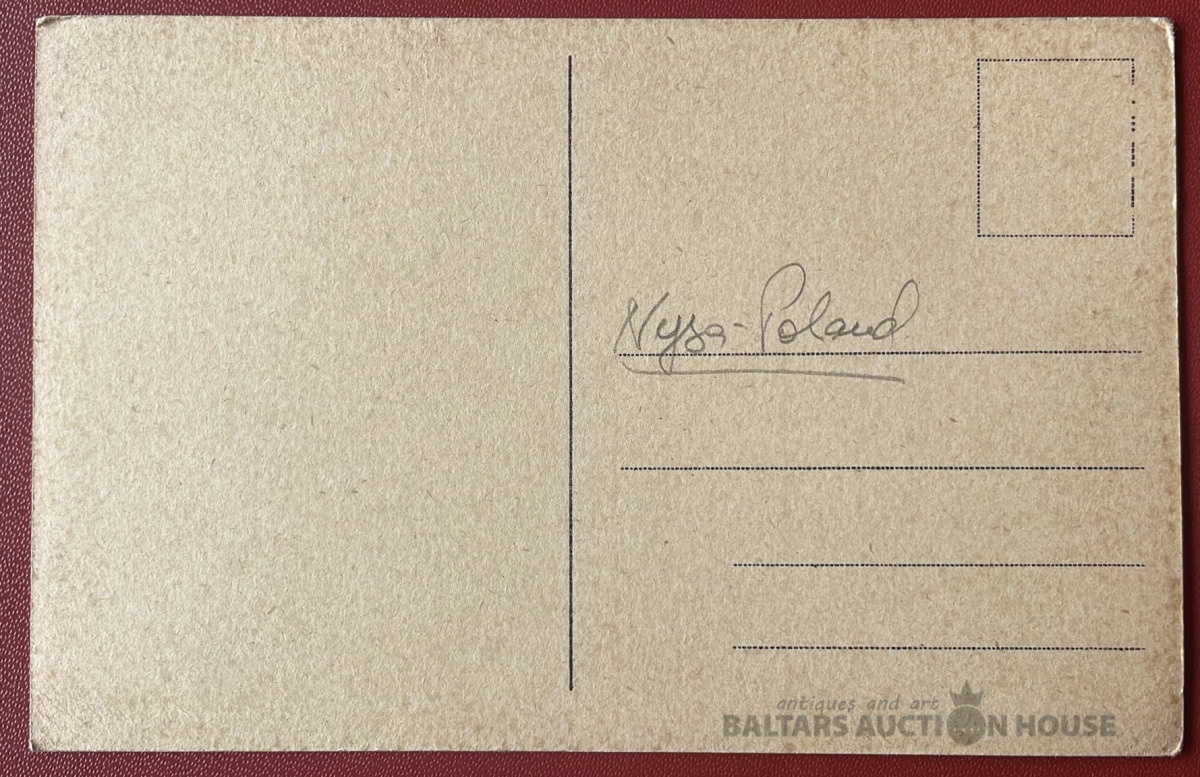 Nysa-Poland
antiques and art
BALTARS AUCTION HOUSE